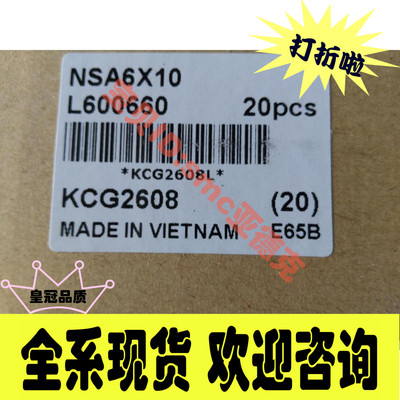 打折啦
NSA6X10
L600660 20pcs
*KCG2608L*
KCG2608 (20)
MADE IN VIETNAM E65B
皇冠品质
全系现货 欢迎咨询